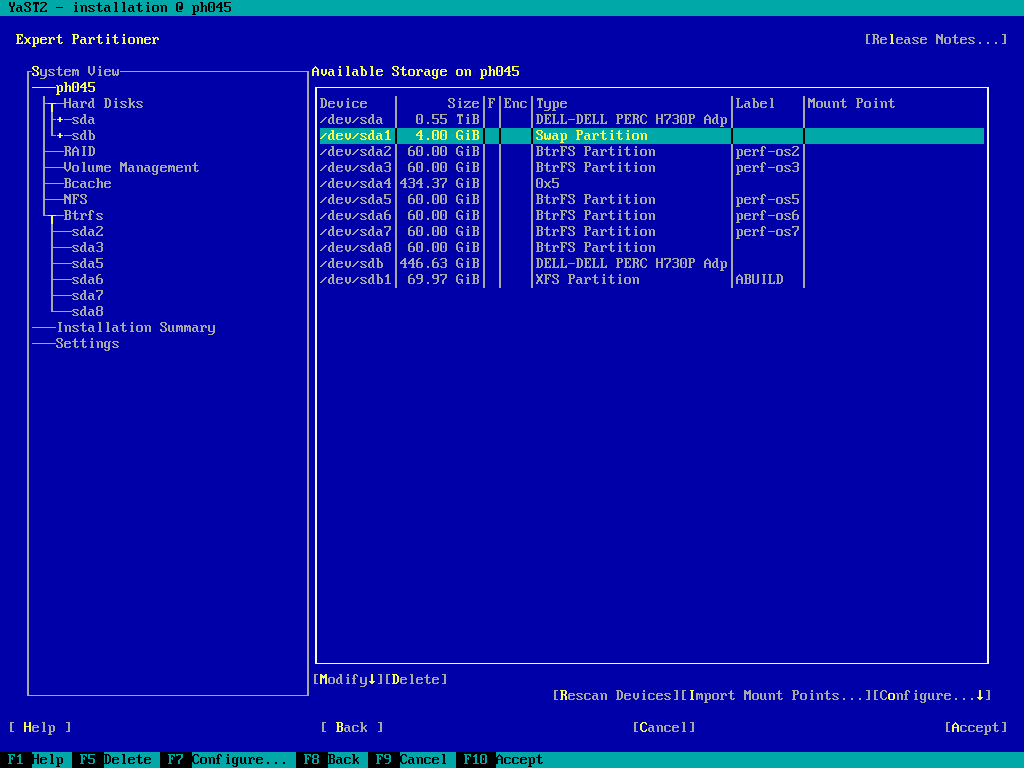 YaST2 - installation @ ph045
Expert Partitioner [Release Notes...]
System View
ph045
Hard Disks
+ sda
+ sdb
RAID
Volume Management
Bcache
NFS
Btrfs
sda2
sda3
sda5
sda6
sda7
sda8
Installation Summary
Settings
Available Storage on ph045
Device | Size|F|Enc|Type |Label |Mount Point
/dev/sda | 0.55 TiB| | |DELL-DELL PERC H730P Adp| |
/dev/sda1| 4.00 GiB| | |Swap Partition | |
/dev/sda2| 60.00 GiB| | |BtrFS Partition |perf-os2|
/dev/sda3| 60.00 GiB| | |BtrFS Partition |perf-os3|
/dev/sda4|434.37 GiB| | |0x5 | |
/dev/sda5| 60.00 GiB| | |BtrFS Partition |perf-os5|
/dev/sda6| 60.00 GiB| | |BtrFS Partition |perf-os6|
/dev/sda7| 60.00 GiB| | |BtrFS Partition |perf-os7|
/dev/sda8| 60.00 GiB| | |BtrFS Partition | |
/dev/sdb |446.63 GiB| | |DELL-DELL PERC H730P Adp| |
/dev/sdb1| 69.97 GiB| | |XFS Partition |ABUILD |
[Modify↓][Delete]
[Rescan Devices][Import Mount Points...][Configure...↓]
[ Help ] [ Back ] [Cancel] [Accept]
F1 Help F5 Delete F7 Configure... F8 Back F9 Cancel F10 Accept